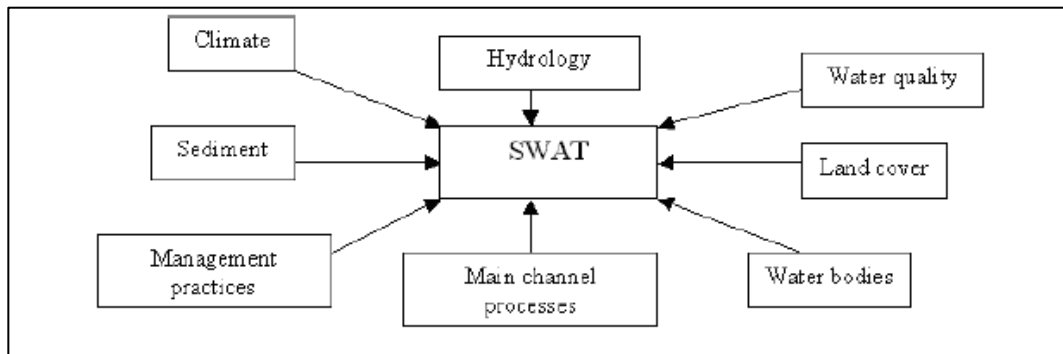 Climate
Hydrology
Water quality
Sediment
SWAT
Land cover
Management
practices
Main channel
processes
Water bodies